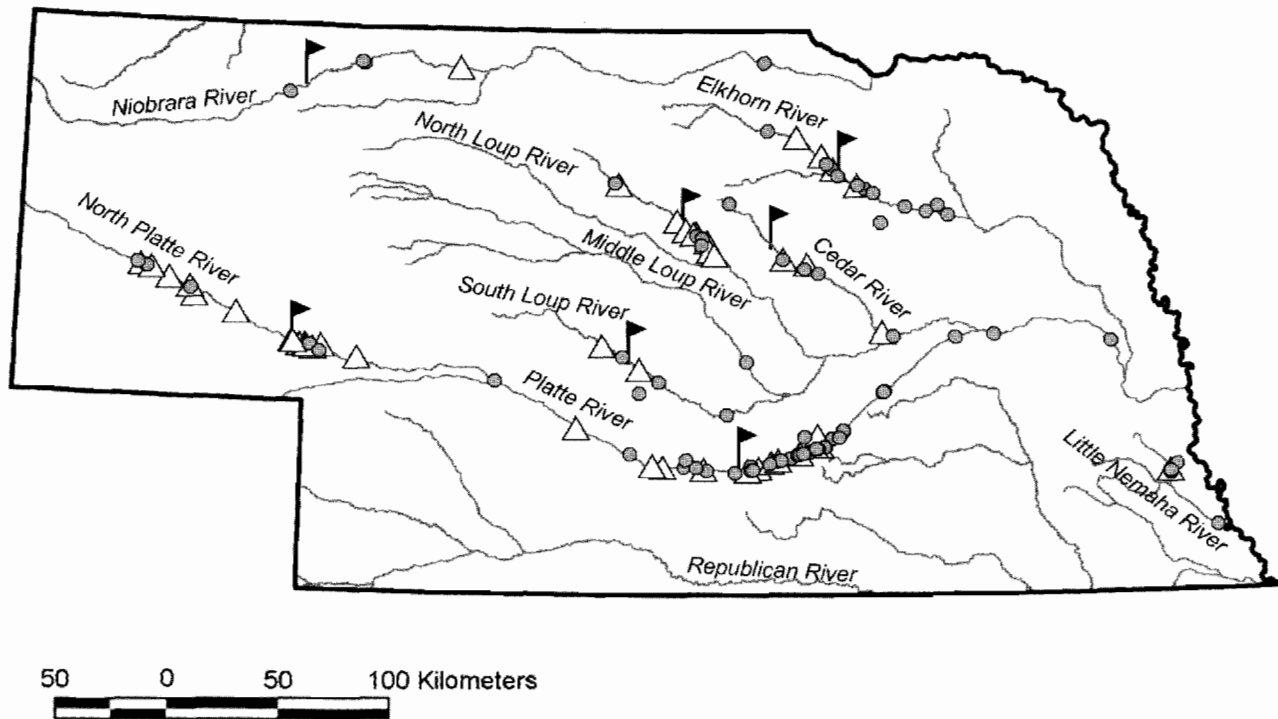 Niobrara River
Elkhorn River
North Loup River
North Platte River
Middle Loup River
Cedar River
South Loup River
Platte River
Little Nemaha River
Republican River
50 0 50 100 Kilometers